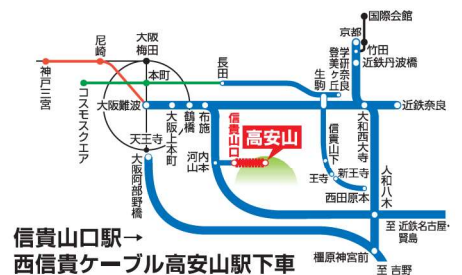 国際会館
京都
竹田
近鉄丹波橋
登美ヶ丘
学研奈良
尼崎
大阪
梅田
神戸三宮
本町
長田
コスモスクエア
生駒
大阪難波
近鉄奈良
大阪上本町
鶴橋
布施
大和西大寺
信貴山口
高安山
天王寺
河内
山本
信貴山下
王寺
新王寺
西田原本
大阪阿部野橋
大和八木
至 近鉄名古屋・
賢島
橿原神宮前
至 吉野
信貴山口駅→
西信貴ケーブル高安山駅下車